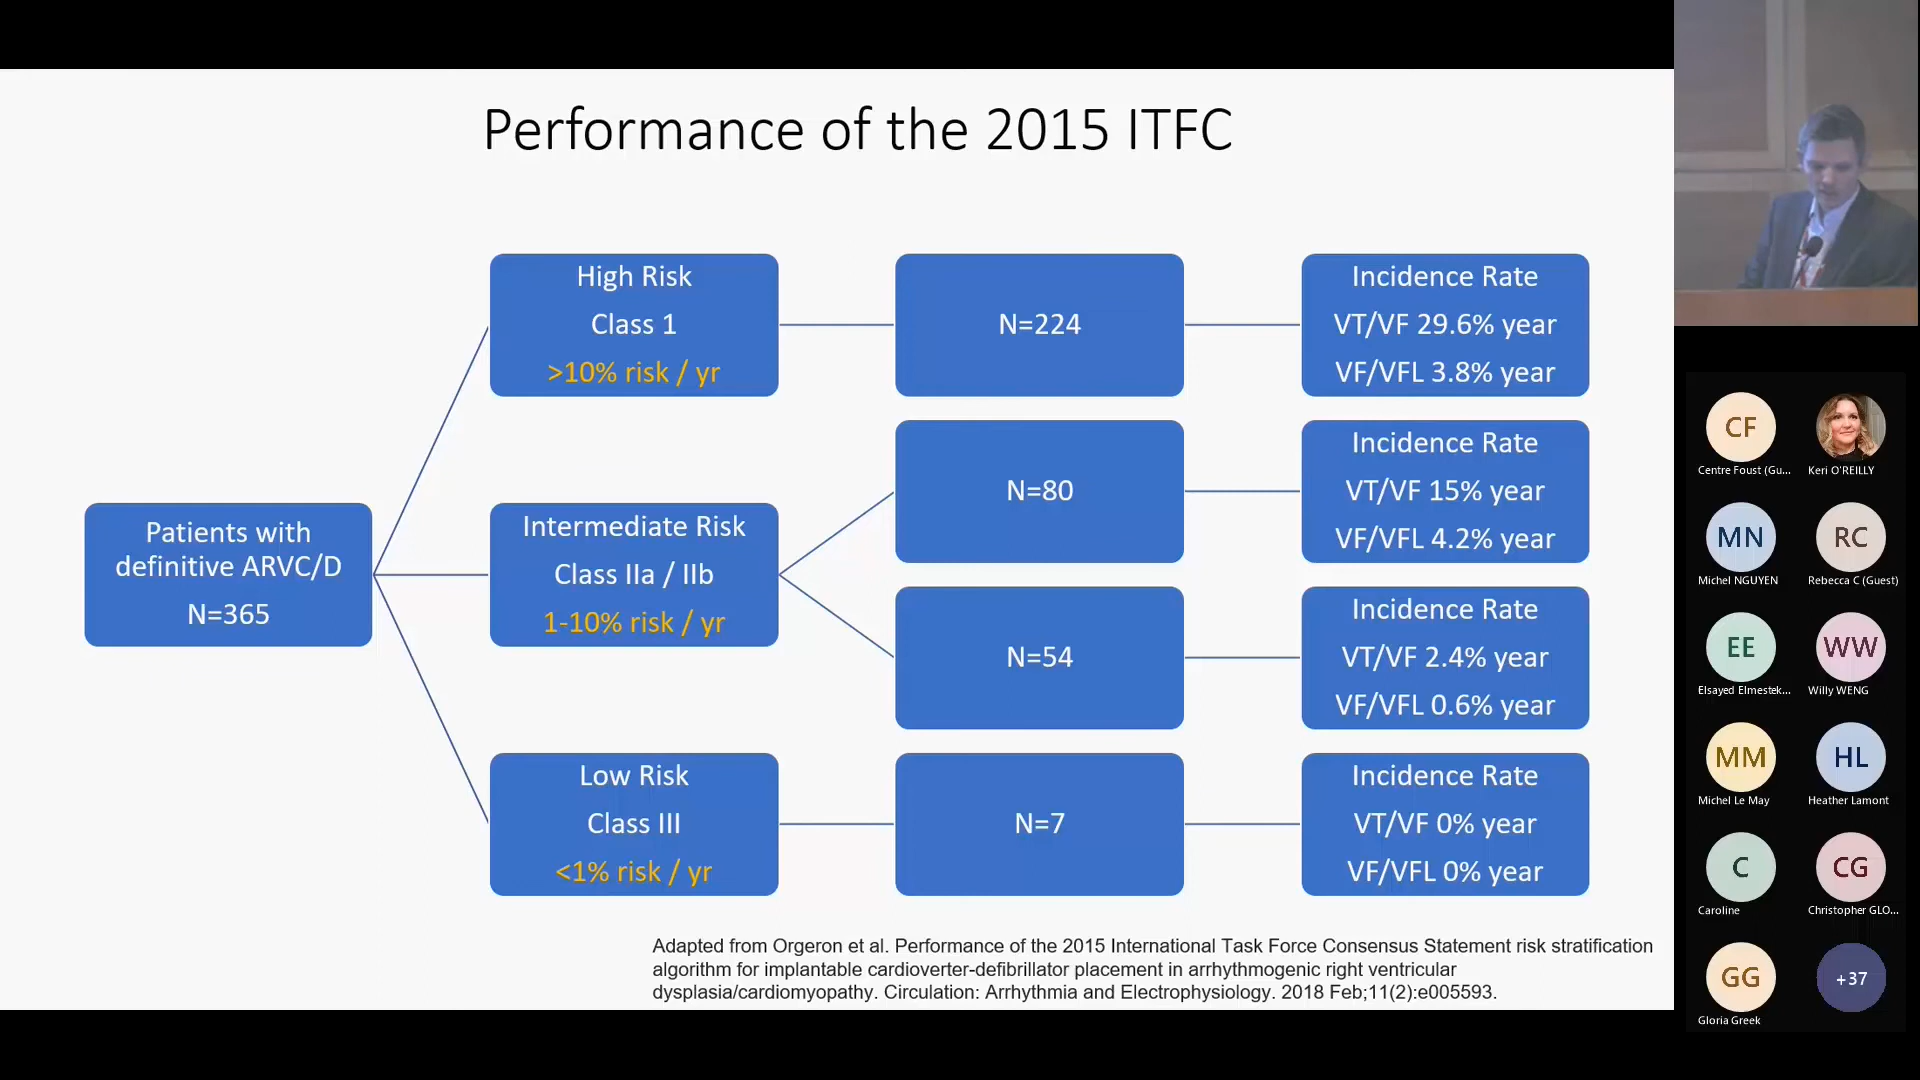 Performance of the 2015 ITFC
Patients with
definitive ARVC/D
N=365
High Risk
Class 1
>10% risk / yr
N=224
Incidence Rate
VT/VF 29.6% year
VF/VFL 3.8% year
Intermediate Risk
Class IIa / IIb
1-10% risk / yr
N=80
Incidence Rate
VT/VF 15% year
VF/VFL 4.2% year
N=54
Incidence Rate
VT/VF 2.4% year
VF/VFL 0.6% year
Low Risk
Class III
<1% risk / yr
N=7
Incidence Rate
VT/VF 0% year
VF/VFL 0% year
Adapted from Orgeron et al. Performance of the 2015 International Task Force Consensus Statement risk stratification
algorithm for implantable cardioverter-defibrillator placement in arrhythmogenic right ventricular
dysplasia/cardiomyopathy. Circulation: Arrhythmia and Electrophysiology. 2018 Feb;11(2):e005593.
CF
Centre Foust (Gu...
Keri O'REILLY
MN
Michel NGUYEN
RC
Rebecca C (Guest)
EE
Elsayed Elmestek...
WW
Willy WENG
MM
Michel Le May
HL
Heather Lamont
C
Caroline
CG
Christopher GLO...
GG
Gloria Greek
+37